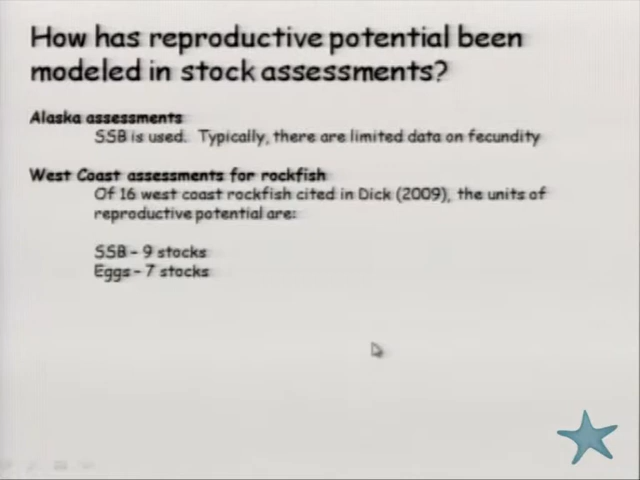 How has reproductive potential been
modeled in stock assessments?
Alaska assessments
SSB is used. Typically, there are limited data on fecundity
West Coast assessments for rockfish
Of 16 west coast rockfish cited in Dick (2009), the units of
reproductive potential are:
SSB - 9 stocks
Eggs - 7 stocks